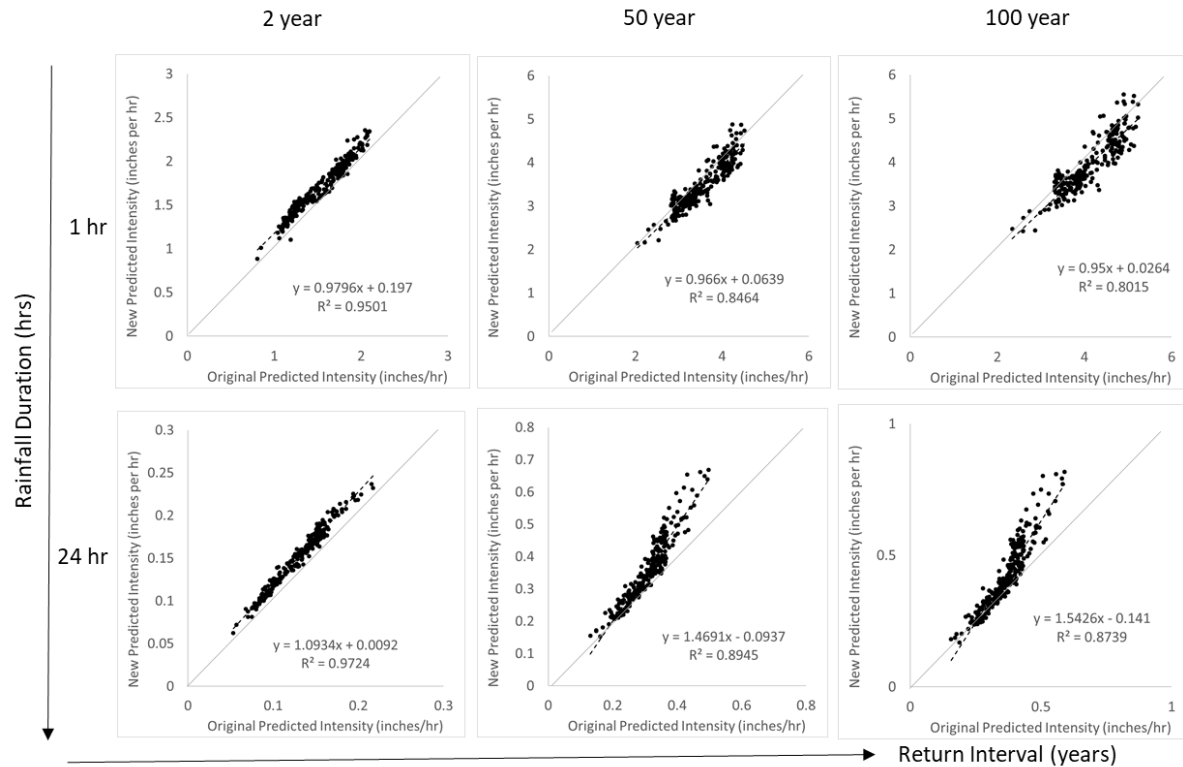 2 year
50 year
100 year
Rainfall Duration (hrs)
1 hr
New Predicted Intensity (inches per hr)
3
2.5
2
1.5
1
0.5
0
y = 0.9796x + 0.197
R² = 0.9501
0
1
2
3
Original Predicted Intensity (inches/hr)
New Predicted Intensity (inches per hr)
6
5
4
3
2
1
0
y = 0.966x + 0.0639
R² = 0.8464
0
2
4
6
Original Predicted Intensity (inches/hr)
New Predicted Intensity (inches per hr)
6
5
4
3
2
1
0
y = 0.95x + 0.0264
R² = 0.8015
0
2
4
6
Original Predicted Intensity (inches/hr)
24 hr
New Predicted Intensity (inches per hr)
0.3
0.25
0.2
0.15
0.1
0.05
0
y = 1.0934x + 0.0092
R² = 0.9724
0
0.1
0.2
0.3
Original Predicted Intensity (inches/hr)
New Predicted Intensity (inches per hr)
0.8
0.7
0.6
0.5
0.4
0.3
0.2
0.1
0
y = 1.4691x - 0.0937
R² = 0.8945
0
0.2
0.4
0.6
0.8
Original Predicted Intensity (inches/hr)
New Predicted Intensity (inches per hr)
1
0.5
0
y = 1.5426x - 0.141
R² = 0.8739
0
0.5
1
Original Predicted Intensity (inches/hr)
Return Interval (years)